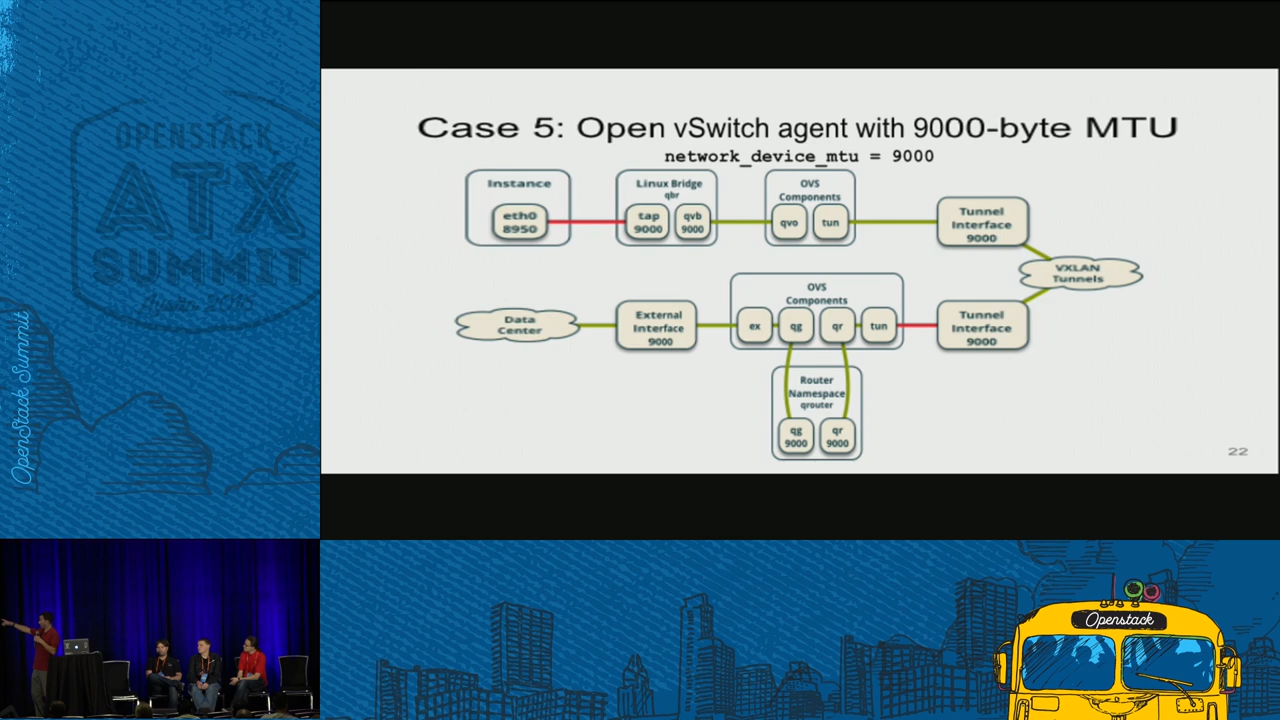 OPENSTACK
ATX
SUMMIT
Austin 2016
OpenStack Summit
Case 5: Open vSwitch agent with 9000-byte MTU
network_device_mtu = 9000
Instance
eth0
8950
Linux Bridge
qbr
tap
9000
qvb
9000
OVS
Components
qvo
tun
Tunnel
Interface
9000
VXLAN
Tunnels
Data
Center
External
Interface
9000
OVS
Components
ex
qg
qr
tun
Tunnel
Interface
9000
Router
Namespace
qrouter
qg
9000
qr
9000
22
Openstack